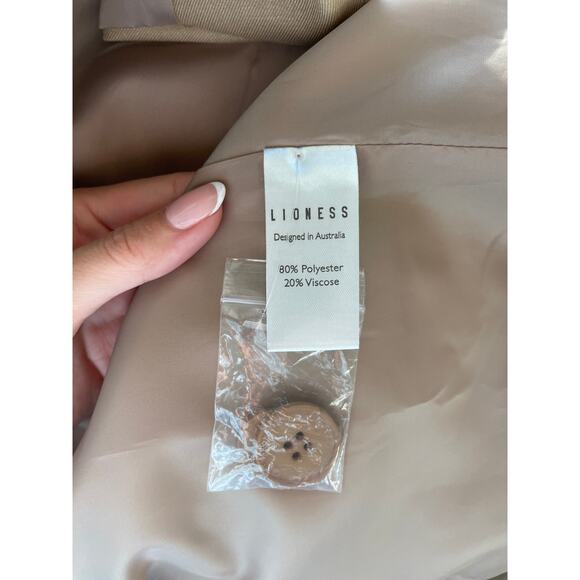 LIONESS
Designed in Australia
80% Polyester
20% Viscose